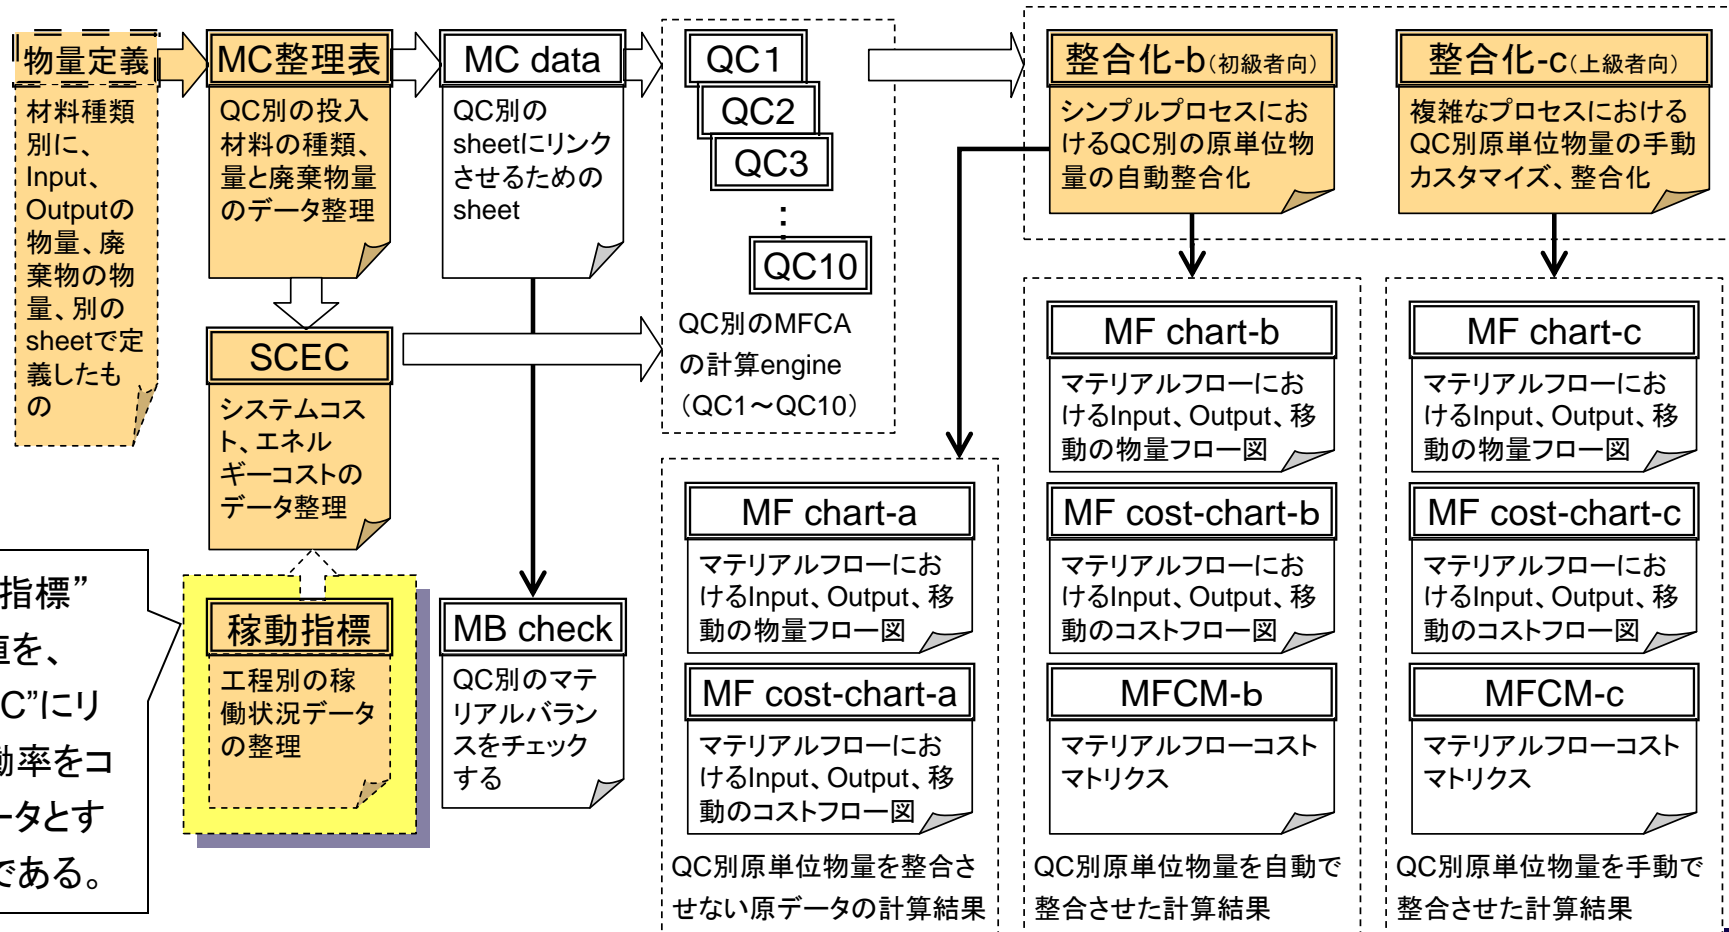 物量定義
材料種類
別に、
Input、
Outputの
物量、廃
棄物の物
量、別の
sheetで定
義したも
の
MC整理表
QC別の投入
材料の種類、
量と廃棄物量
のデータ整理
MC data
QC別の
sheetにリンク
させるための
sheet
QC1
QC2
QC3
：
QC10
QC別のMFCA
の計算engine
（QC1～QC10）
整合化-b（初級者向）
シンプルプロセスにお
けるQC別の原単位物
量の自動整合化
整合化-c（上級者向）
複雑なプロセスにおける
QC別原単位物量の手動
カスタマイズ、整合化
SCEC
システムコス
ト、エネル
ギーコストの
データ整理
指標”
直を、
C”にリ
動率をコ
ータとす
である。
稼動指標
工程別の稼
働状況データ
の整理
MB check
QC別のマテ
リアルバラン
スをチェック
する
MF chart-a
マテリアルフローにお
けるInput、Output、移
動の物量フロー図
MF cost-chart-a
マテリアルフローにお
けるInput、Output、移
動のコストフロー図
QC別原単位物量を整合さ
せない原データの計算結果
MF chart-b
マテリアルフローにお
けるInput、Output、移
動の物量フロー図
MF cost-chart-b
マテリアルフローにお
けるInput、Output、移
動のコストフロー図
MFCM-b
マテリアルフローコスト
マトリクス
QC別原単位物量を自動で
整合させた計算結果
MF chart-c
マテリアルフローにお
けるInput、Output、移
動の物量フロー図
MF cost-chart-c
マテリアルフローにお
けるInput、Output、移
動のコストフロー図
MFCM-c
マテリアルフローコスト
マトリクス
QC別原単位物量を手動で
整合させた計算結果